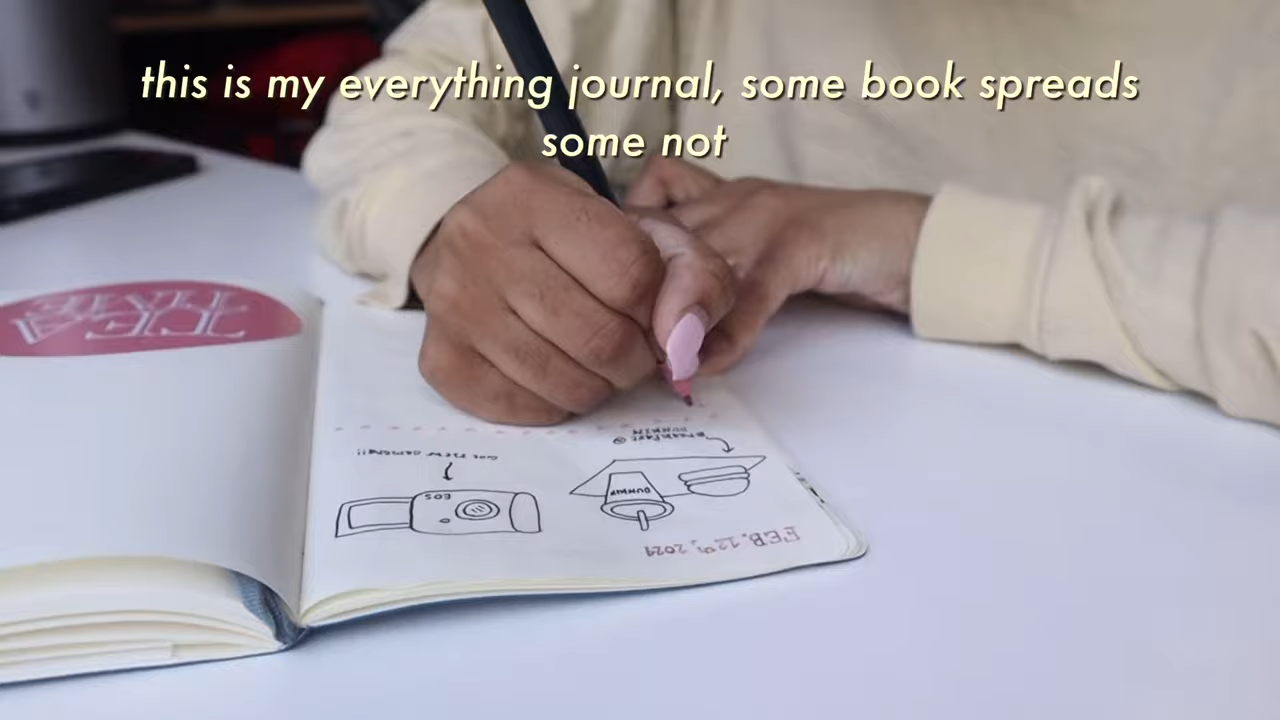 this is my everything journal, some book spreads
some not
FEB. 12th, 2021
DUNKIN
BREAKFAST @
DUNKIN
EOS
GOT NEW CAMERA!!